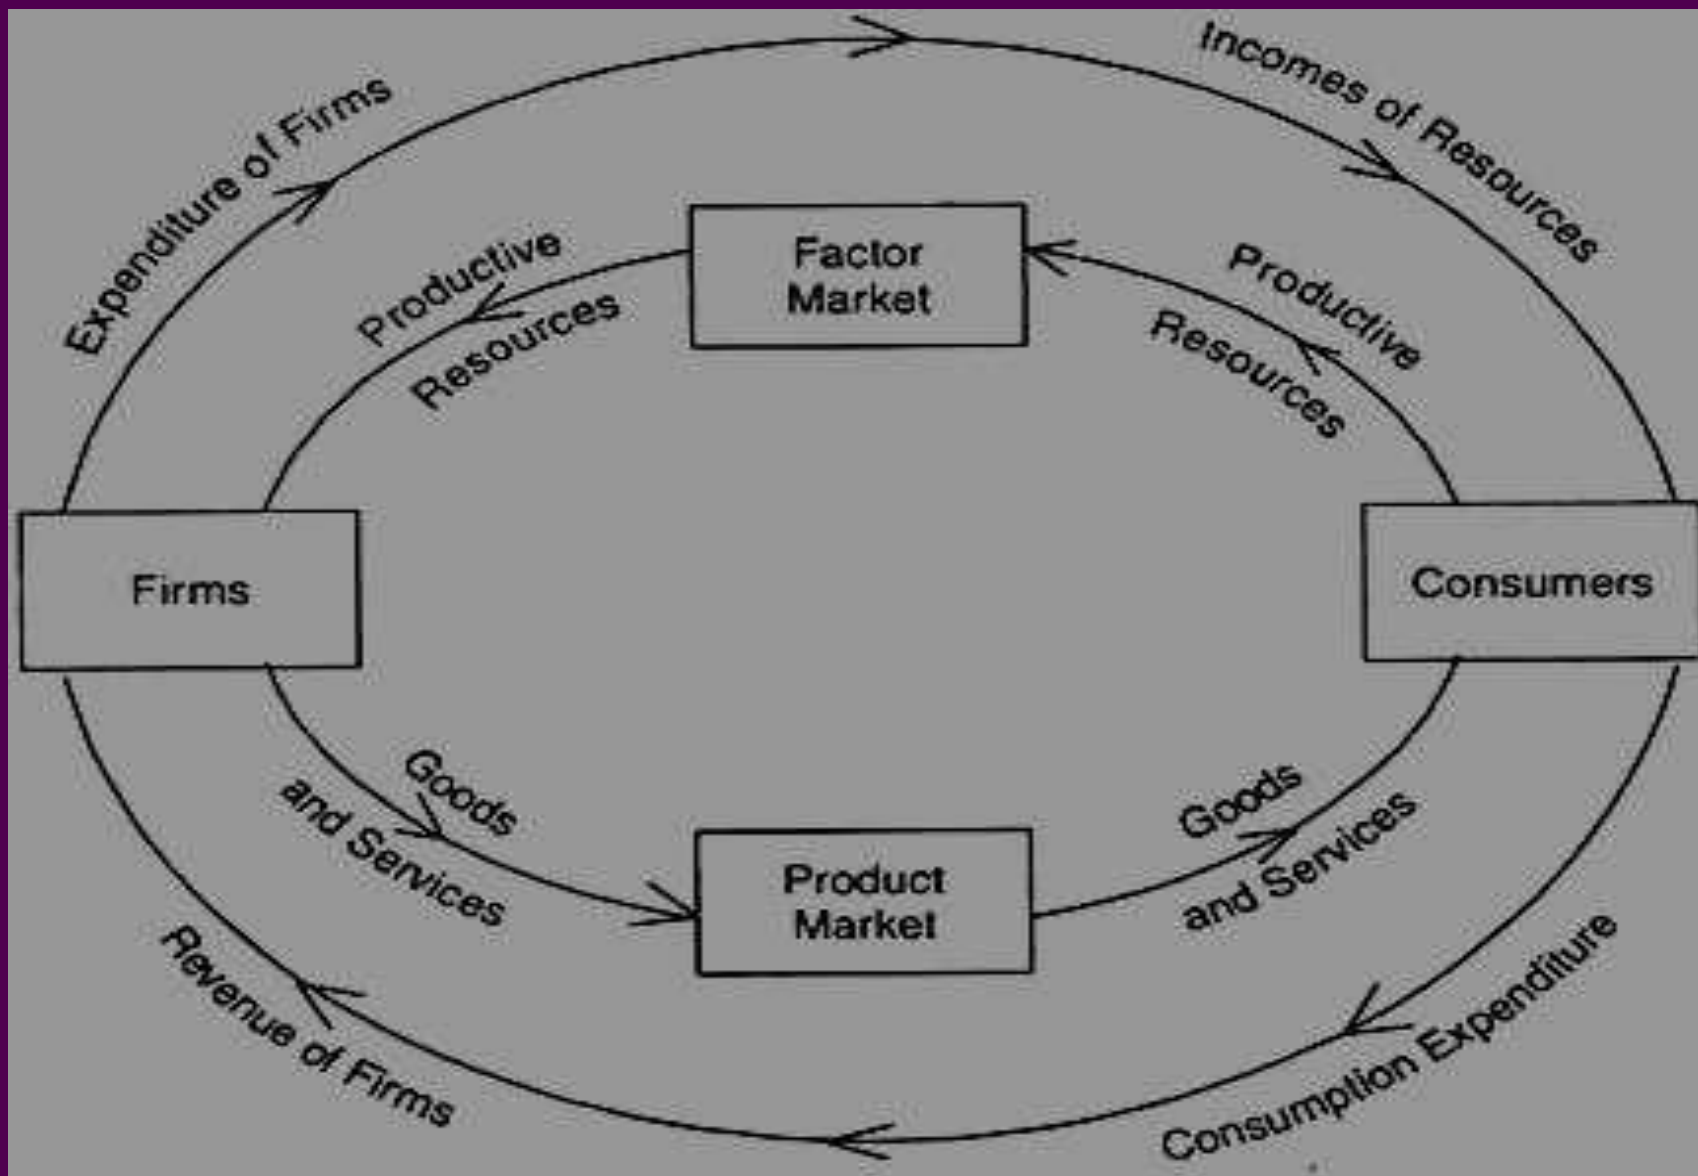 Expenditure of Firms
Incomes of Resources
Productive
Resources
Factor
Market
Productive
Resources
Firms
Consumers
Goods
and Services
Product
Market
Goods
and Services
Revenue of Firms
Consumption Expenditure